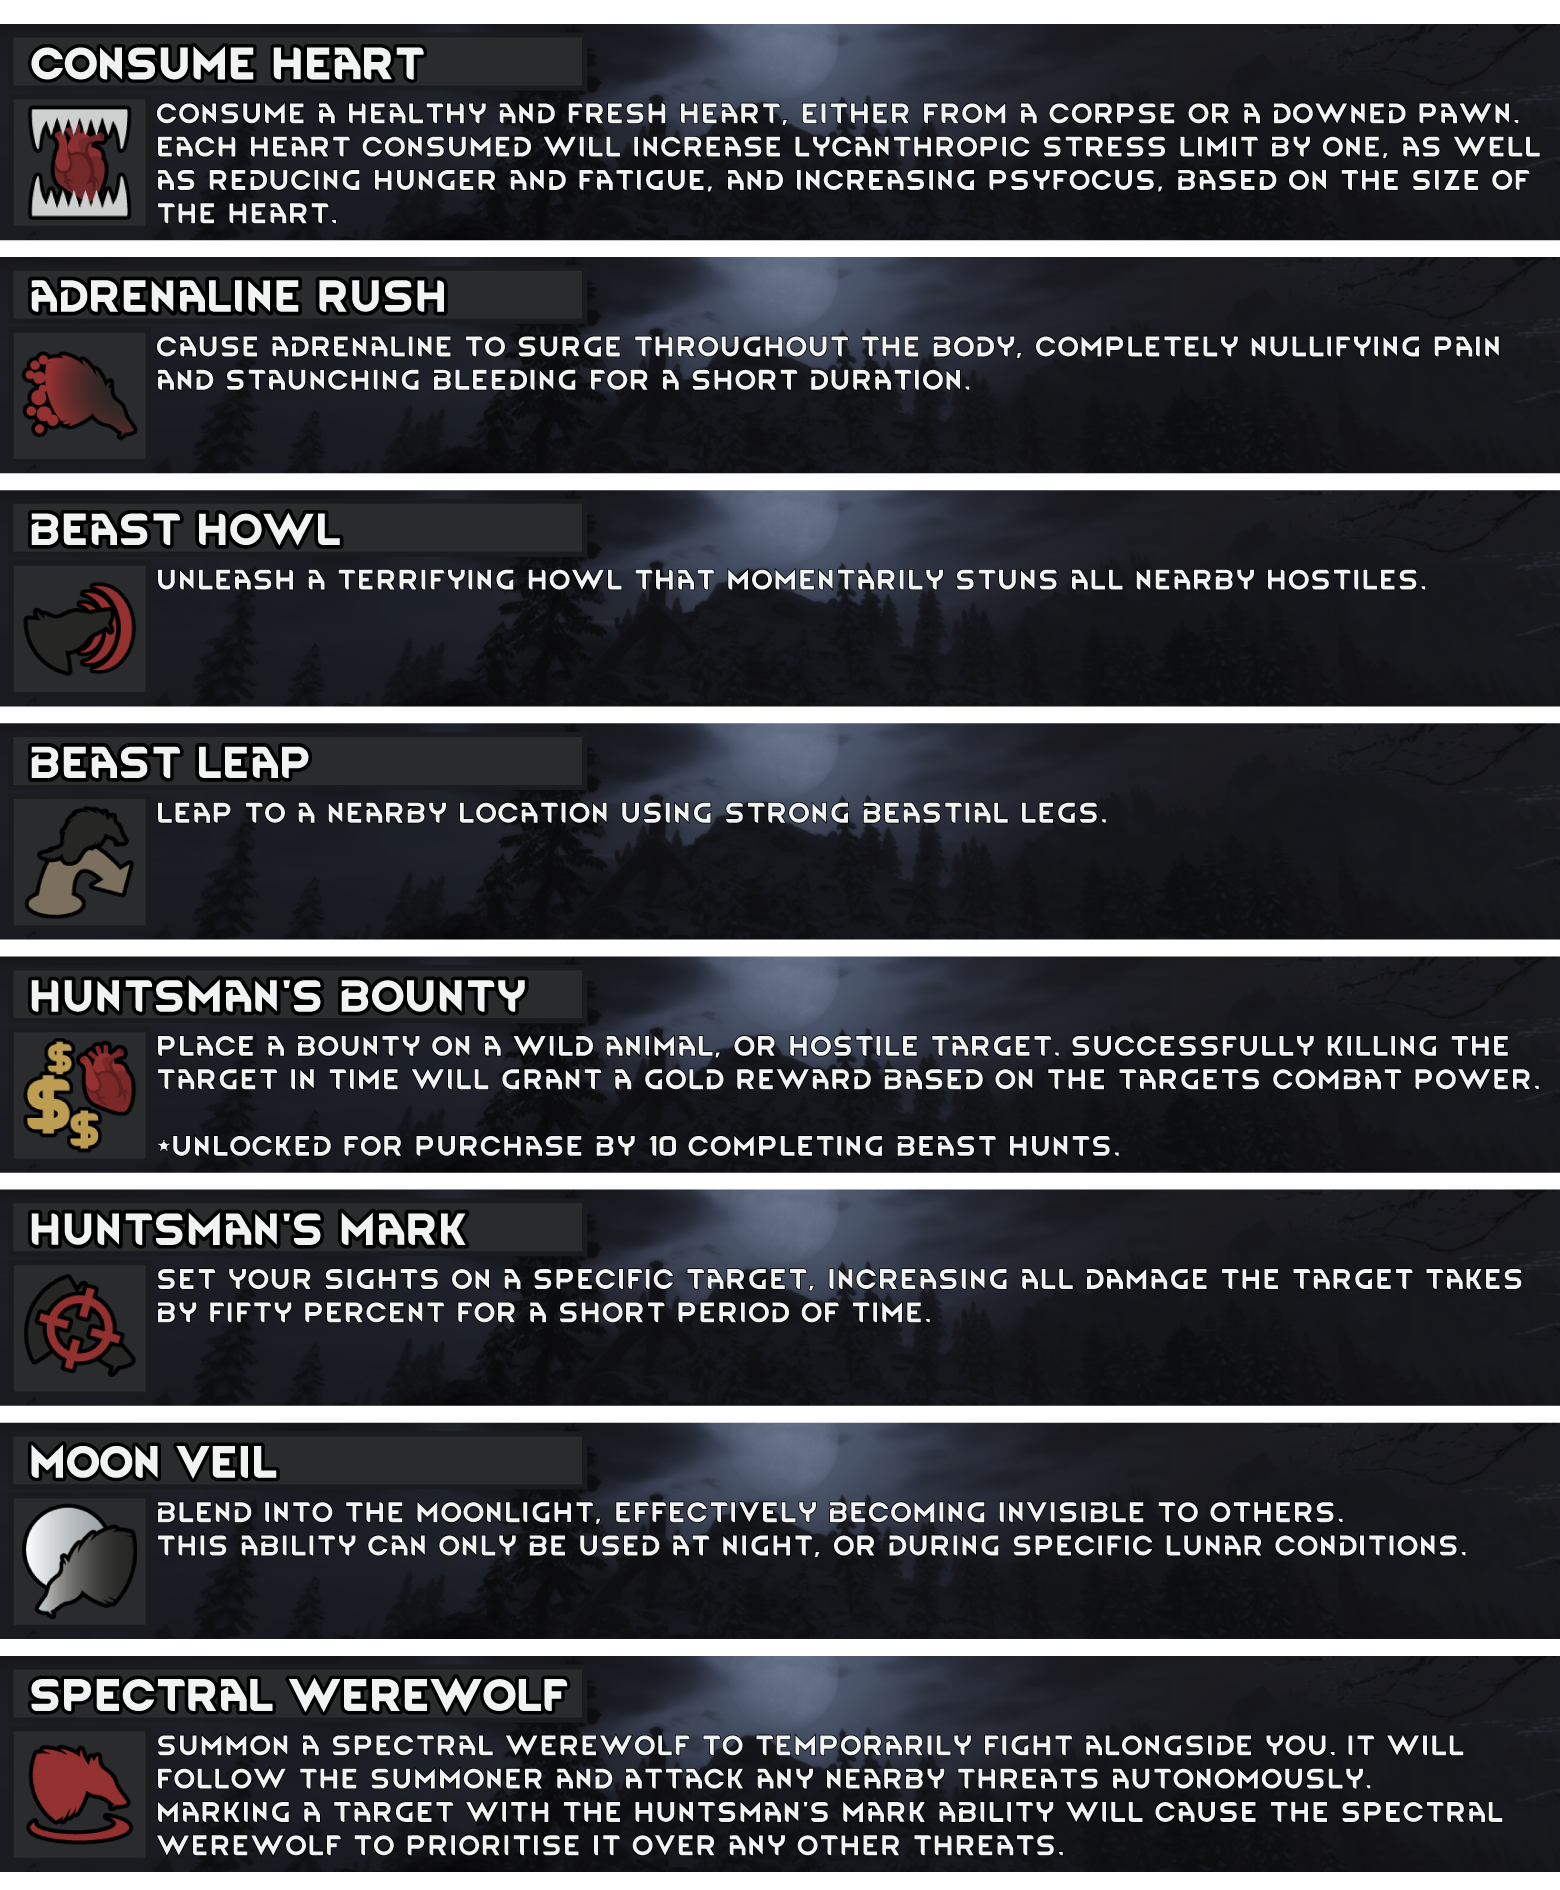 CONSUME HEART
CONSUME A HEALTHY AND FRESH HEART, EITHER FROM A CORPSE OR A DOWNED PAWN.
EACH HEART CONSUMED WILL INCREASE LYCANTHROPIC STRESS LIMIT BY ONE, AS WELL
AS REDUCING HUNGER AND FATIGUE, AND INCREASING PSYFOCUS, BASED ON THE SIZE OF
THE HEART.
ADRENALINE RUSH
CAUSE ADRENALINE TO SURGE THROUGHOUT THE BODY, COMPLETELY NULLIFYING PAIN
AND STAUNCHING BLEEDING FOR A SHORT DURATION.
BEAST HOWL
UNLEASH A TERRIFYING HOWL THAT MOMENTARILY STUNS ALL NEARBY HOSTILES.
BEAST LEAP
LEAP TO A NEARBY LOCATION USING STRONG BEASTIAL LEGS.
HUNTSMAN'S BOUNTY
PLACE A BOUNTY ON A WILD ANIMAL, OR HOSTILE TARGET. SUCCESSFULLY KILLING THE
TARGET IN TIME WILL GRANT A GOLD REWARD BASED ON THE TARGETS COMBAT POWER.
*UNLOCKED FOR PURCHASE BY 10 COMPLETING BEAST HUNTS.
HUNTSMAN'S MARK
SET YOUR SIGHTS ON A SPECIFIC TARGET, INCREASING ALL DAMAGE THE TARGET TAKES
BY FIFTY PERCENT FOR A SHORT PERIOD OF TIME.
MOON VEIL
BLEND INTO THE MOONLIGHT, EFFECTIVELY BECOMING INVISIBLE TO OTHERS.
THIS ABILITY CAN ONLY BE USED AT NIGHT, OR DURING SPECIFIC LUNAR CONDITIONS.
SPECTRAL WEREWOLF
SUMMON A SPECTRAL WEREWOLF TO TEMPORARILY FIGHT ALONGSIDE YOU. IT WILL
FOLLOW THE SUMMONER AND ATTACK ANY NEARBY THREATS AUTONOMOUSLY.
MARKING A TARGET WITH THE HUNTSMAN'S MARK ABILITY WILL CAUSE THE SPECTRAL
WEREWOLF TO PRIORITISE IT OVER ANY OTHER THREATS.